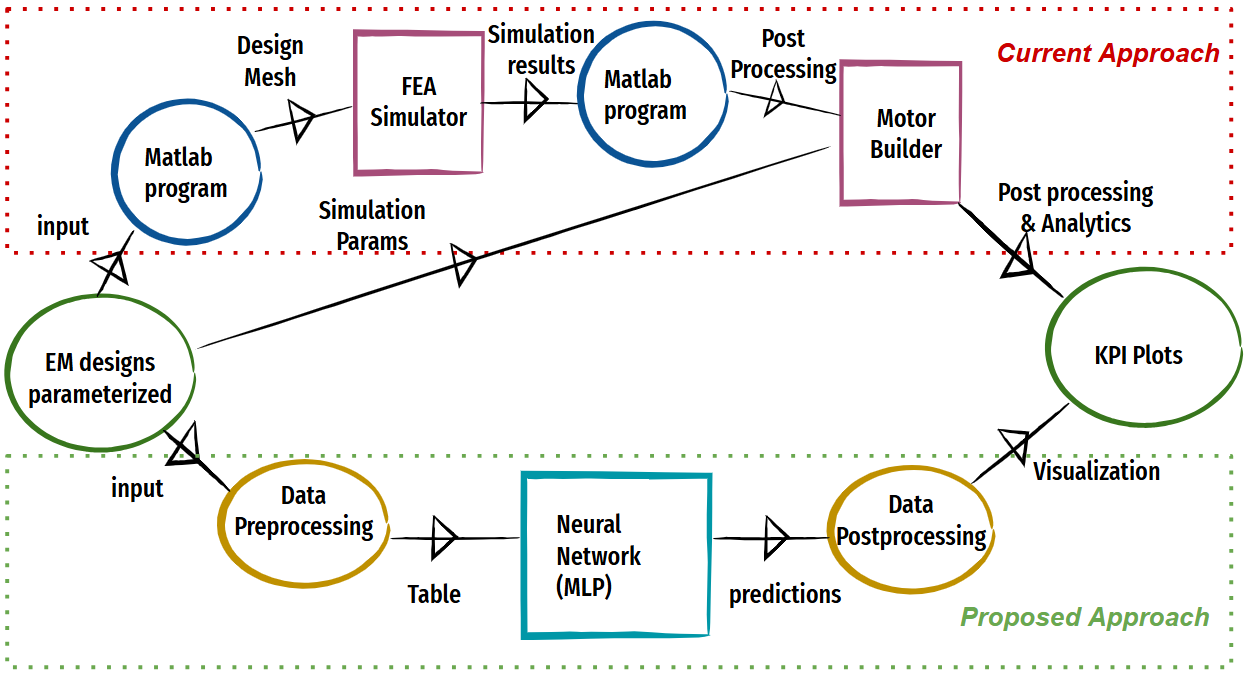 Current Approach
Design
Mesh
FEA
Simulator
Simulation
results
Matlab
program
Post
Processing
Motor
Builder
Matlab
program
input
Simulation
Params
Post processing
& Analytics
EM designs
parameterized
KPI Plots
input
Data
Preprocessing
Table
Neural
Network
(MLP)
predictions
Data
Postprocessing
Visualization
Proposed Approach